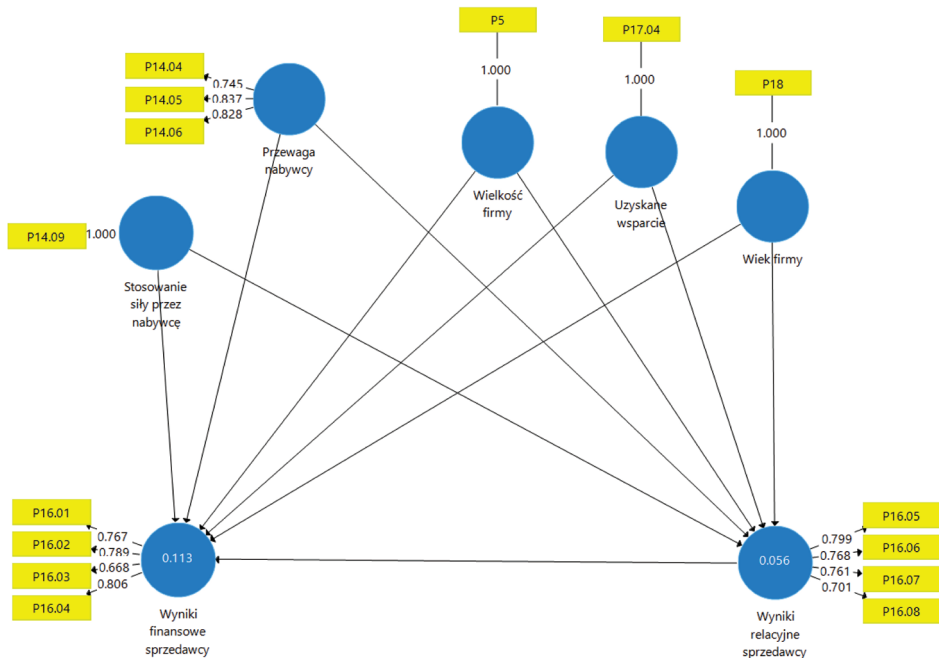 P5
P17.04
P14.04
0.745
P14.05
0.837
P14.06
0.828
1.000
1.000
P18
1.000
Przewaga
nabywcy
Wielkość
firmy
Uzyskane
wsparcie
P14.09
1.000
Wiek firmy
Stosowanie
siły przez
nabywcę
P16.01
0.767
P16.02
0.789
P16.03
0.668
P16.04
0.806
0.113
Wyniki
finansowe
sprzedawcy
0.056
Wyniki
relacyjne
sprzedawcy
0.799
P16.05
0.768
P16.06
0.761
P16.07
0.701
P16.08